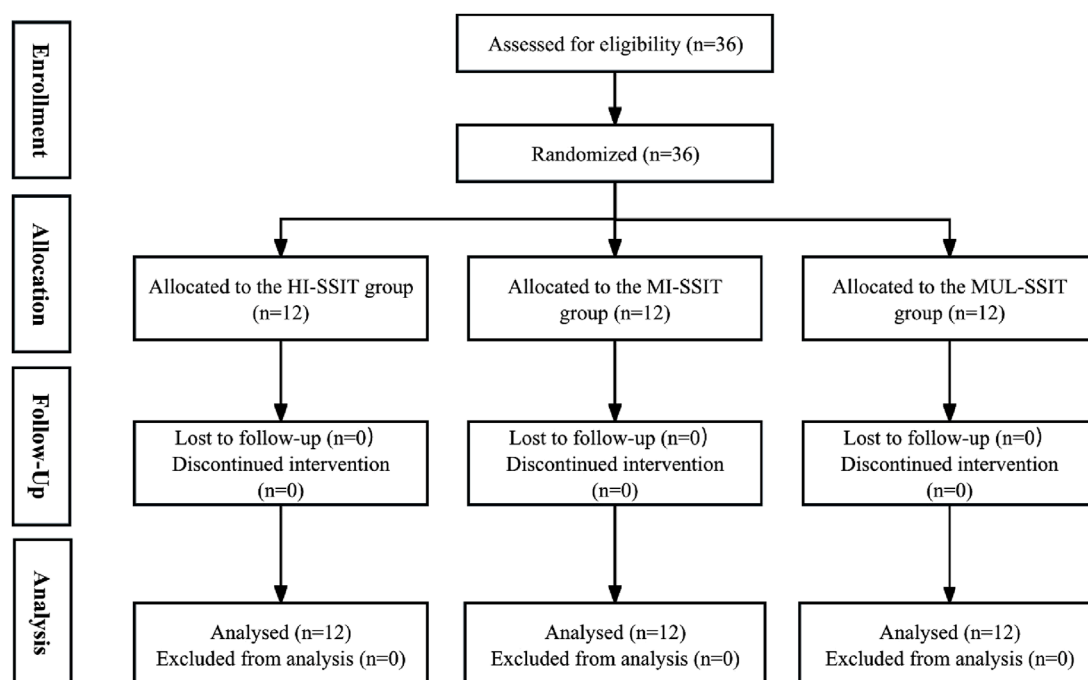 Enrollment
Assessed for eligibility (n=36)
Randomized (n=36)
Allocation
Allocated to the HI-SSIT group
(n=12)
Allocated to the MI-SSIT
group (n=12)
Allocated to the MUL-SSIT
group (n=12)
Follow-Up
Lost to follow-up (n=0)
Discontinued intervention
(n=0)
Lost to follow-up (n=0)
Discontinued intervention
(n=0)
Lost to follow-up (n=0)
Discontinued intervention
(n=0)
Analysis
Analysed (n=12)
Excluded from analysis (n=0)
Analysed (n=12)
Excluded from analysis (n=0)
Analysed (n=12)
Excluded from analysis (n=0)